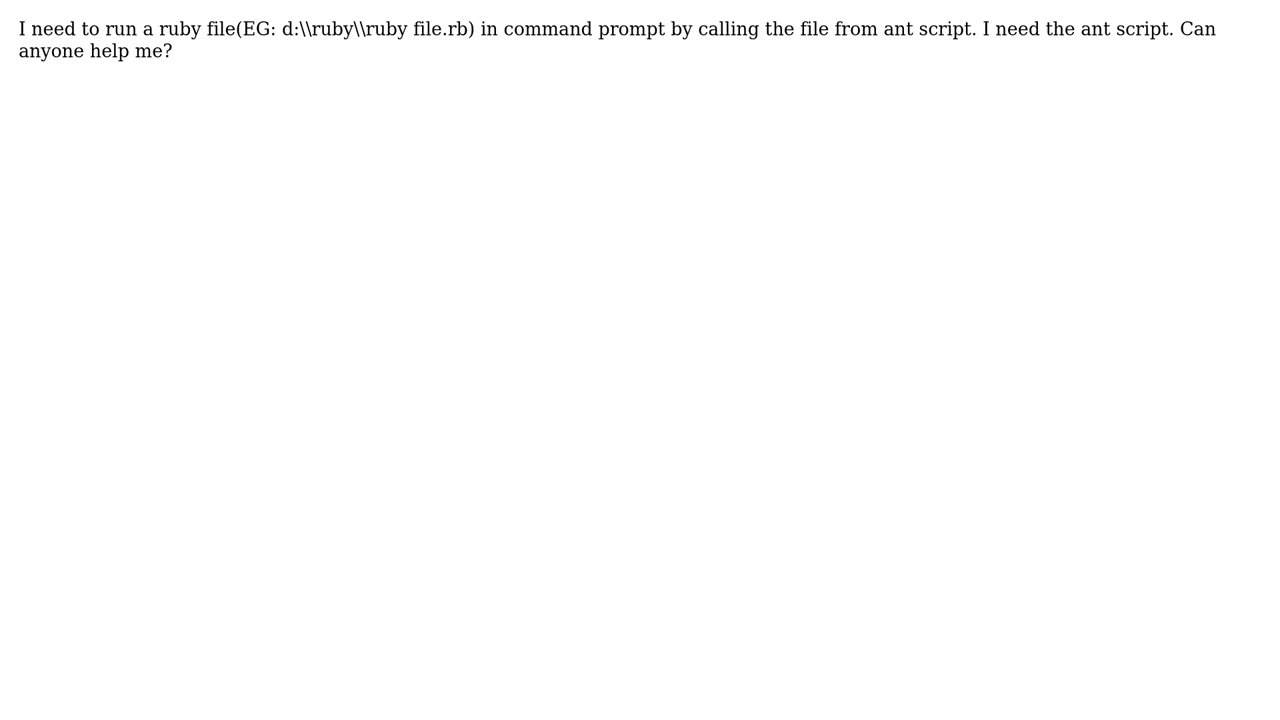 I need to run a ruby file(EG: d:\\ruby\\ruby file.rb) in command prompt by calling the file from ant script. I need the ant script. Can
anyone help me?